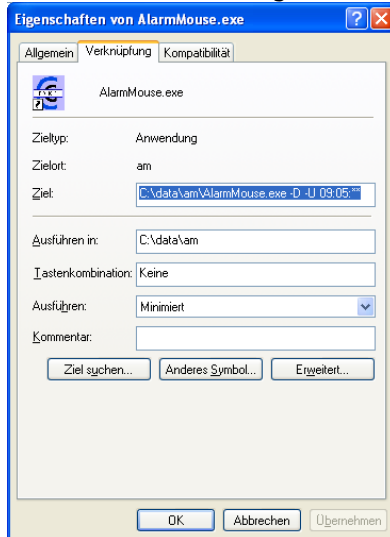 Eigenschaften von AlarmMouse.exe
Allgemein Verknüpfung Kompatibilität
AlarmMouse.exe
Zieltyp: Anwendung
Zielort: am
Ziel: C:\data\am\AlarmMouse.exe -D -U 09:05:**
Ausführen in: C:\data\am
Tastenkombination: Keine
Ausführen: Minimiert
Kommentar:
Ziel suchen... Anderes Symbol... Erweitert...
OK Abbrechen Übernehmen